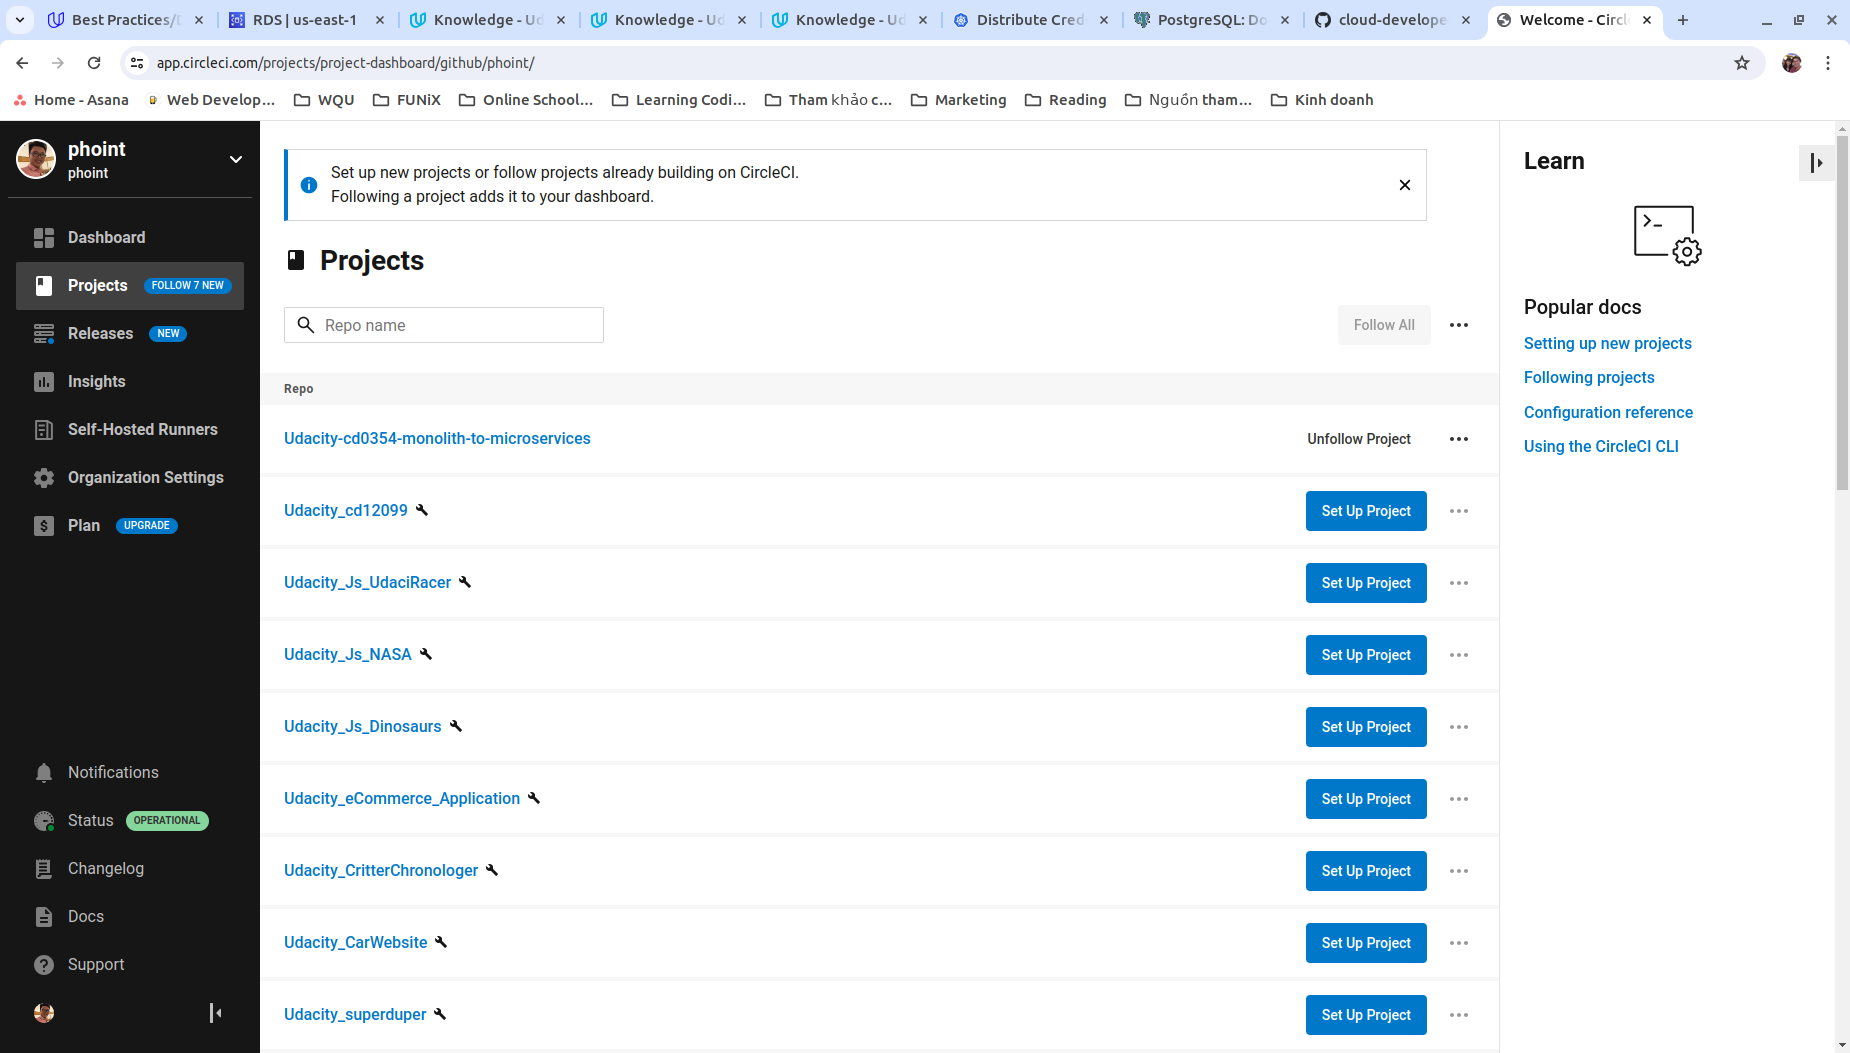 Best Practices/
RDS | us-east-1
Knowledge - Ud
Knowledge - Ud
Knowledge - Ud
Distribute Cred
PostgreSQL: Do
cloud-develope
Welcome - Circl
app.circleci.com/projects/project-dashboard/github/phoint/
Home - Asana
Web Develop...
WQU
FUNiX
Online School...
Learning Codi...
Tham khảo c...
Marketing
Reading
Nguồn tham...
Kinh doanh
phoint
phoint
Dashboard
Projects FOLLOW 7 NEW
Releases NEW
Insights
Self-Hosted Runners
Organization Settings
Plan UPGRADE
Notifications
Status OPERATIONAL
Changelog
Docs
Support
Set up new projects or follow projects already building on CircleCI.
Following a project adds it to your dashboard.
Projects
Repo name
Follow All
Repo
Udacity-cd0354-monolith-to-microservices Unfollow Project
Udacity_cd12099 Set Up Project
Udacity_Js_UdaciRacer Set Up Project
Udacity_Js_NASA Set Up Project
Udacity_Js_Dinosaurs Set Up Project
Udacity_eCommerce_Application Set Up Project
Udacity_CritterChronologer Set Up Project
Udacity_CarWebsite Set Up Project
Udacity_superduper Set Up Project
Learn
Popular docs
Setting up new projects
Following projects
Configuration reference
Using the CircleCI CLI